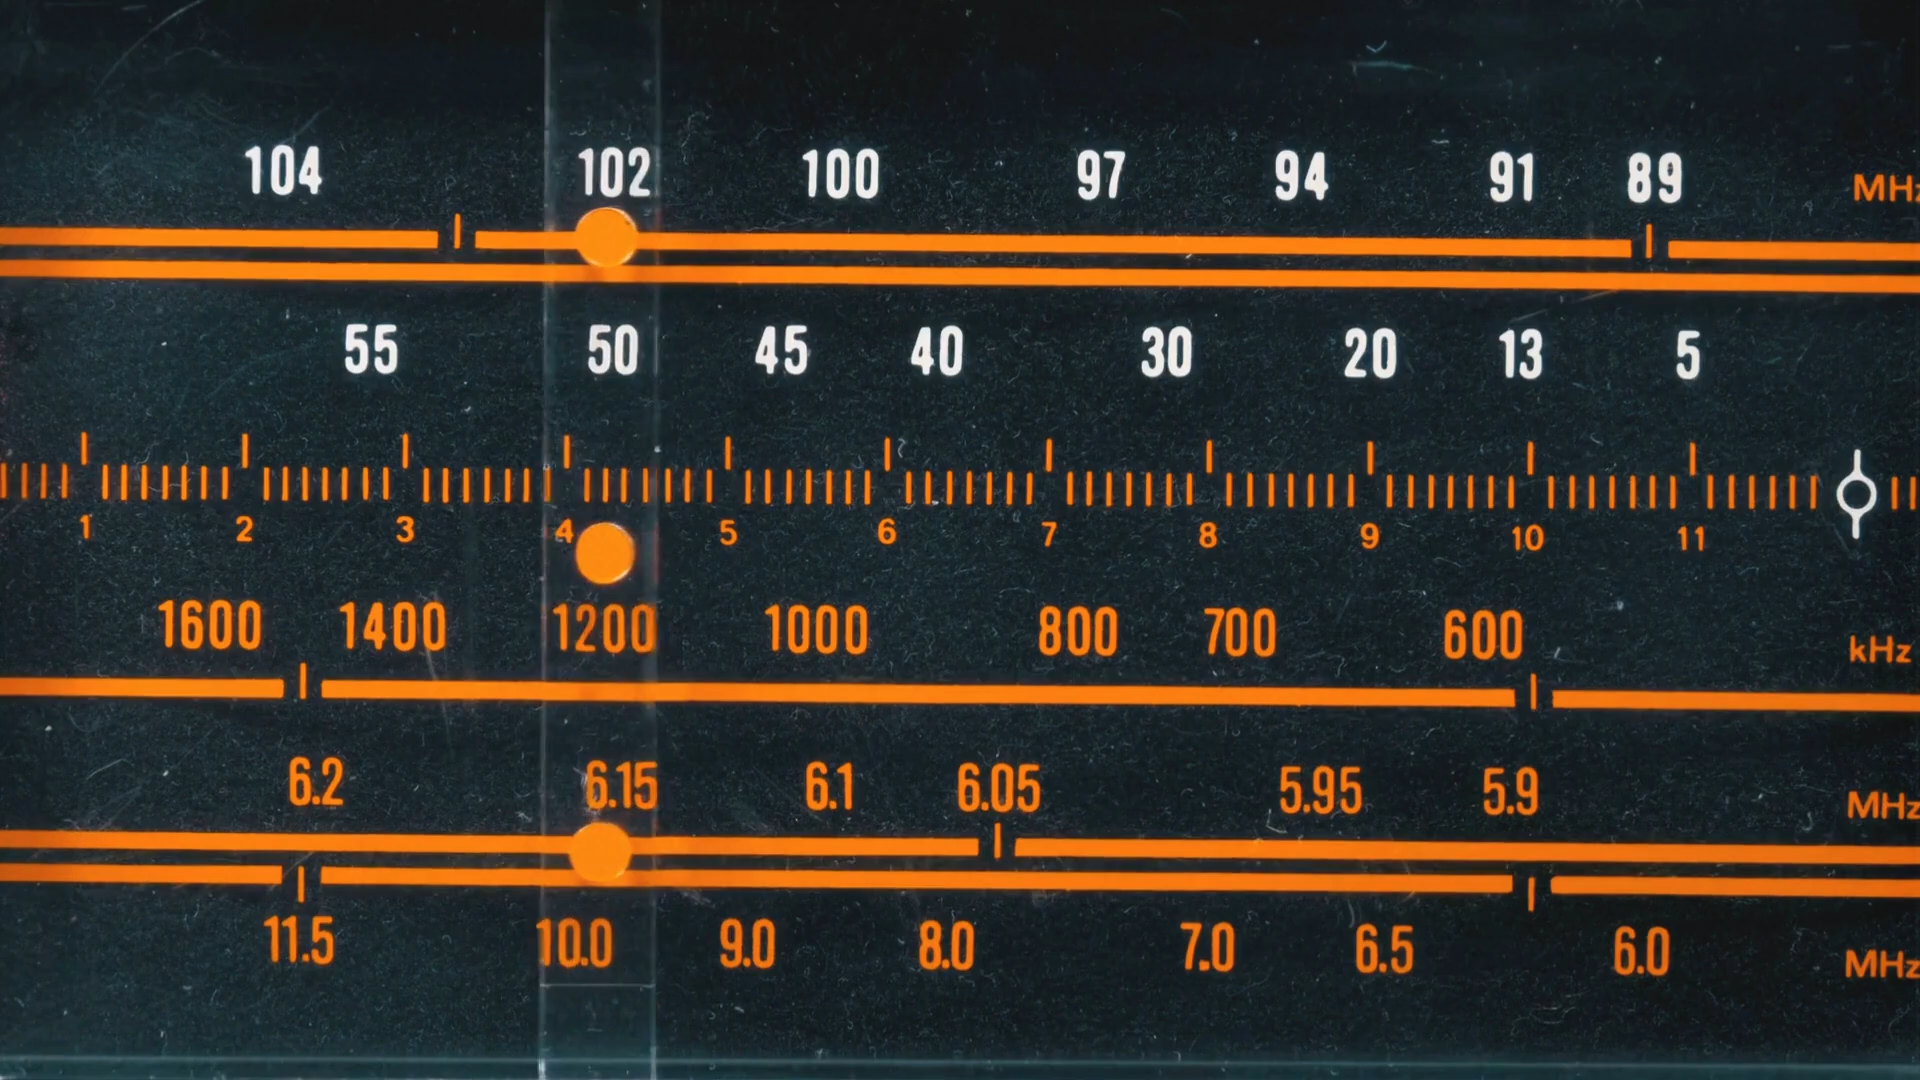 104 102 100 97 94 91 89 MHz
55 50 45 40 30 20 13 5
1 2 3 4 5 6 7 8 9 10 11
1600 1400 1200 1000 800 700 600 kHz
6.2 6.15 6.1 6.05 5.95 5.9 MHz
11.5 10.0 9.0 8.0 7.0 6.5 6.0 MHz